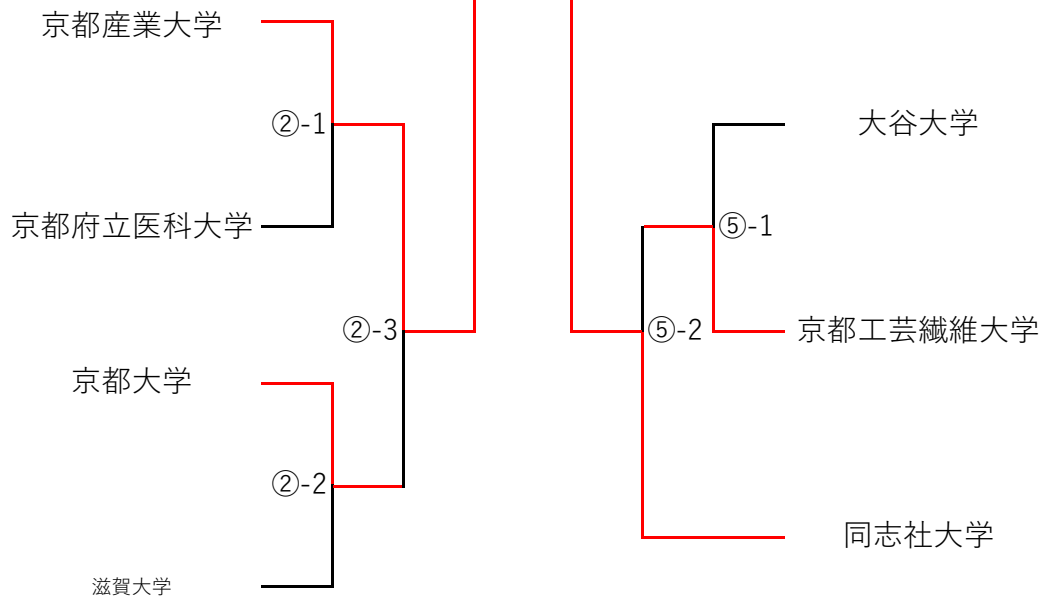 京都産業大学
②-1
京都府立医科大学
②-3
京都大学
②-2
滋賀大学
大谷大学
⑤-1
京都工芸繊維大学
⑤-2
同志社大学